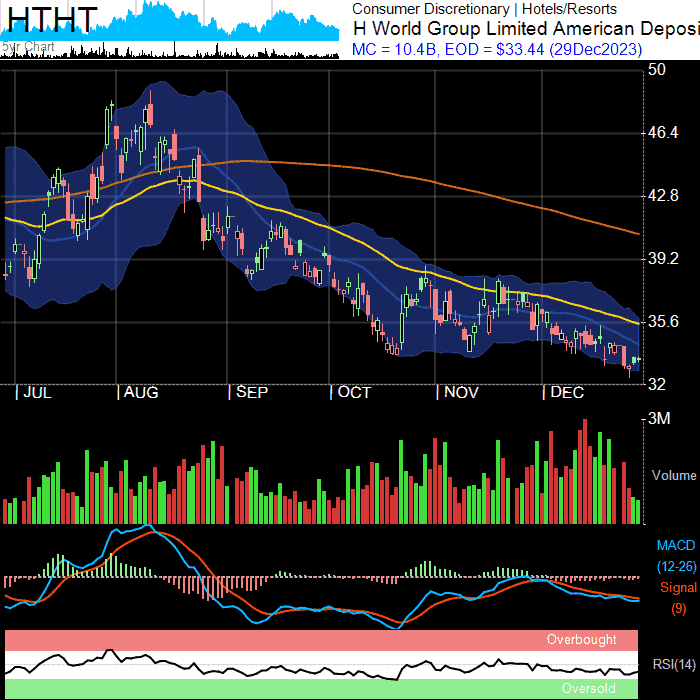 HTHT
5yr Chart
Consumer Discretionary | Hotels/Resorts
H World Group Limited American Deposi
MC = 10.4B, EOD = $33.44 (29Dec2023)
50
46.4
42.8
39.2
35.6
32
| JUL | AUG | SEP | OCT | NOV | DEC
3M
Volume
MACD
(12-26)
Signal
(9)
Overbought
RSI(14)
Oversold